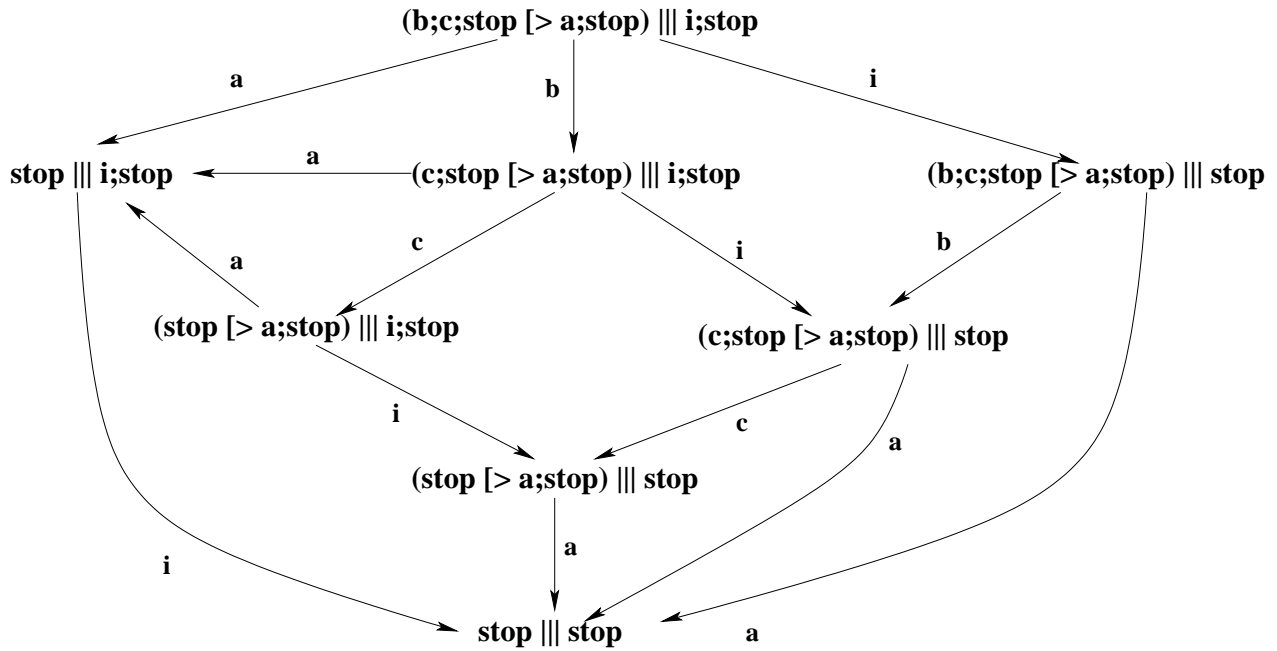 (b;c;stop [> a;stop) ||| i;stop
a
b
i
stop ||| i;stop
a
(c;stop [> a;stop) ||| i;stop
(b;c;stop [> a;stop) ||| stop
a
c
i
b
(stop [> a;stop) ||| i;stop
(c;stop [> a;stop) ||| stop
i
c
a
(stop [> a;stop) ||| stop
i
a
stop ||| stop
a